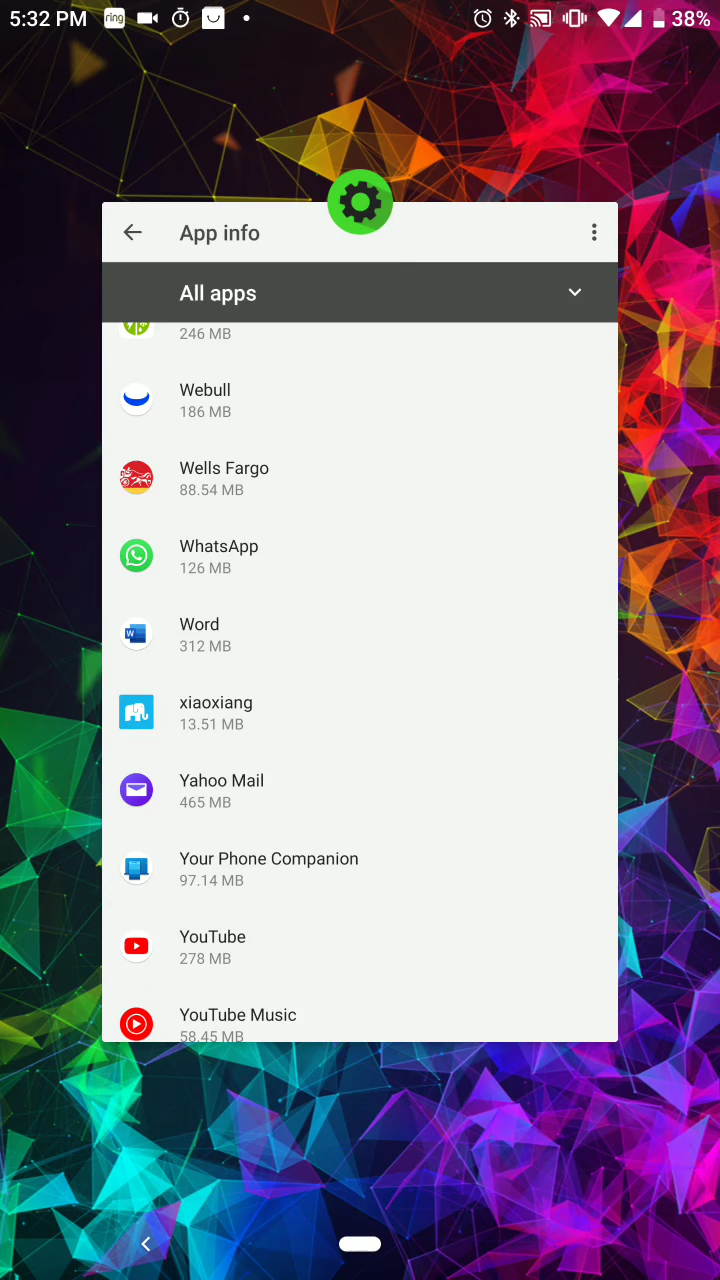 5:32 PM ring 38%
App info
All apps
246 MB
Webull
186 MB
Wells Fargo
88.54 MB
WhatsApp
126 MB
Word
312 MB
W
xiaoxiang
13.51 MB
Yahoo Mail
465 MB
Your Phone Companion
97.14 MB
YouTube
278 MB
YouTube Music
58.45 MB